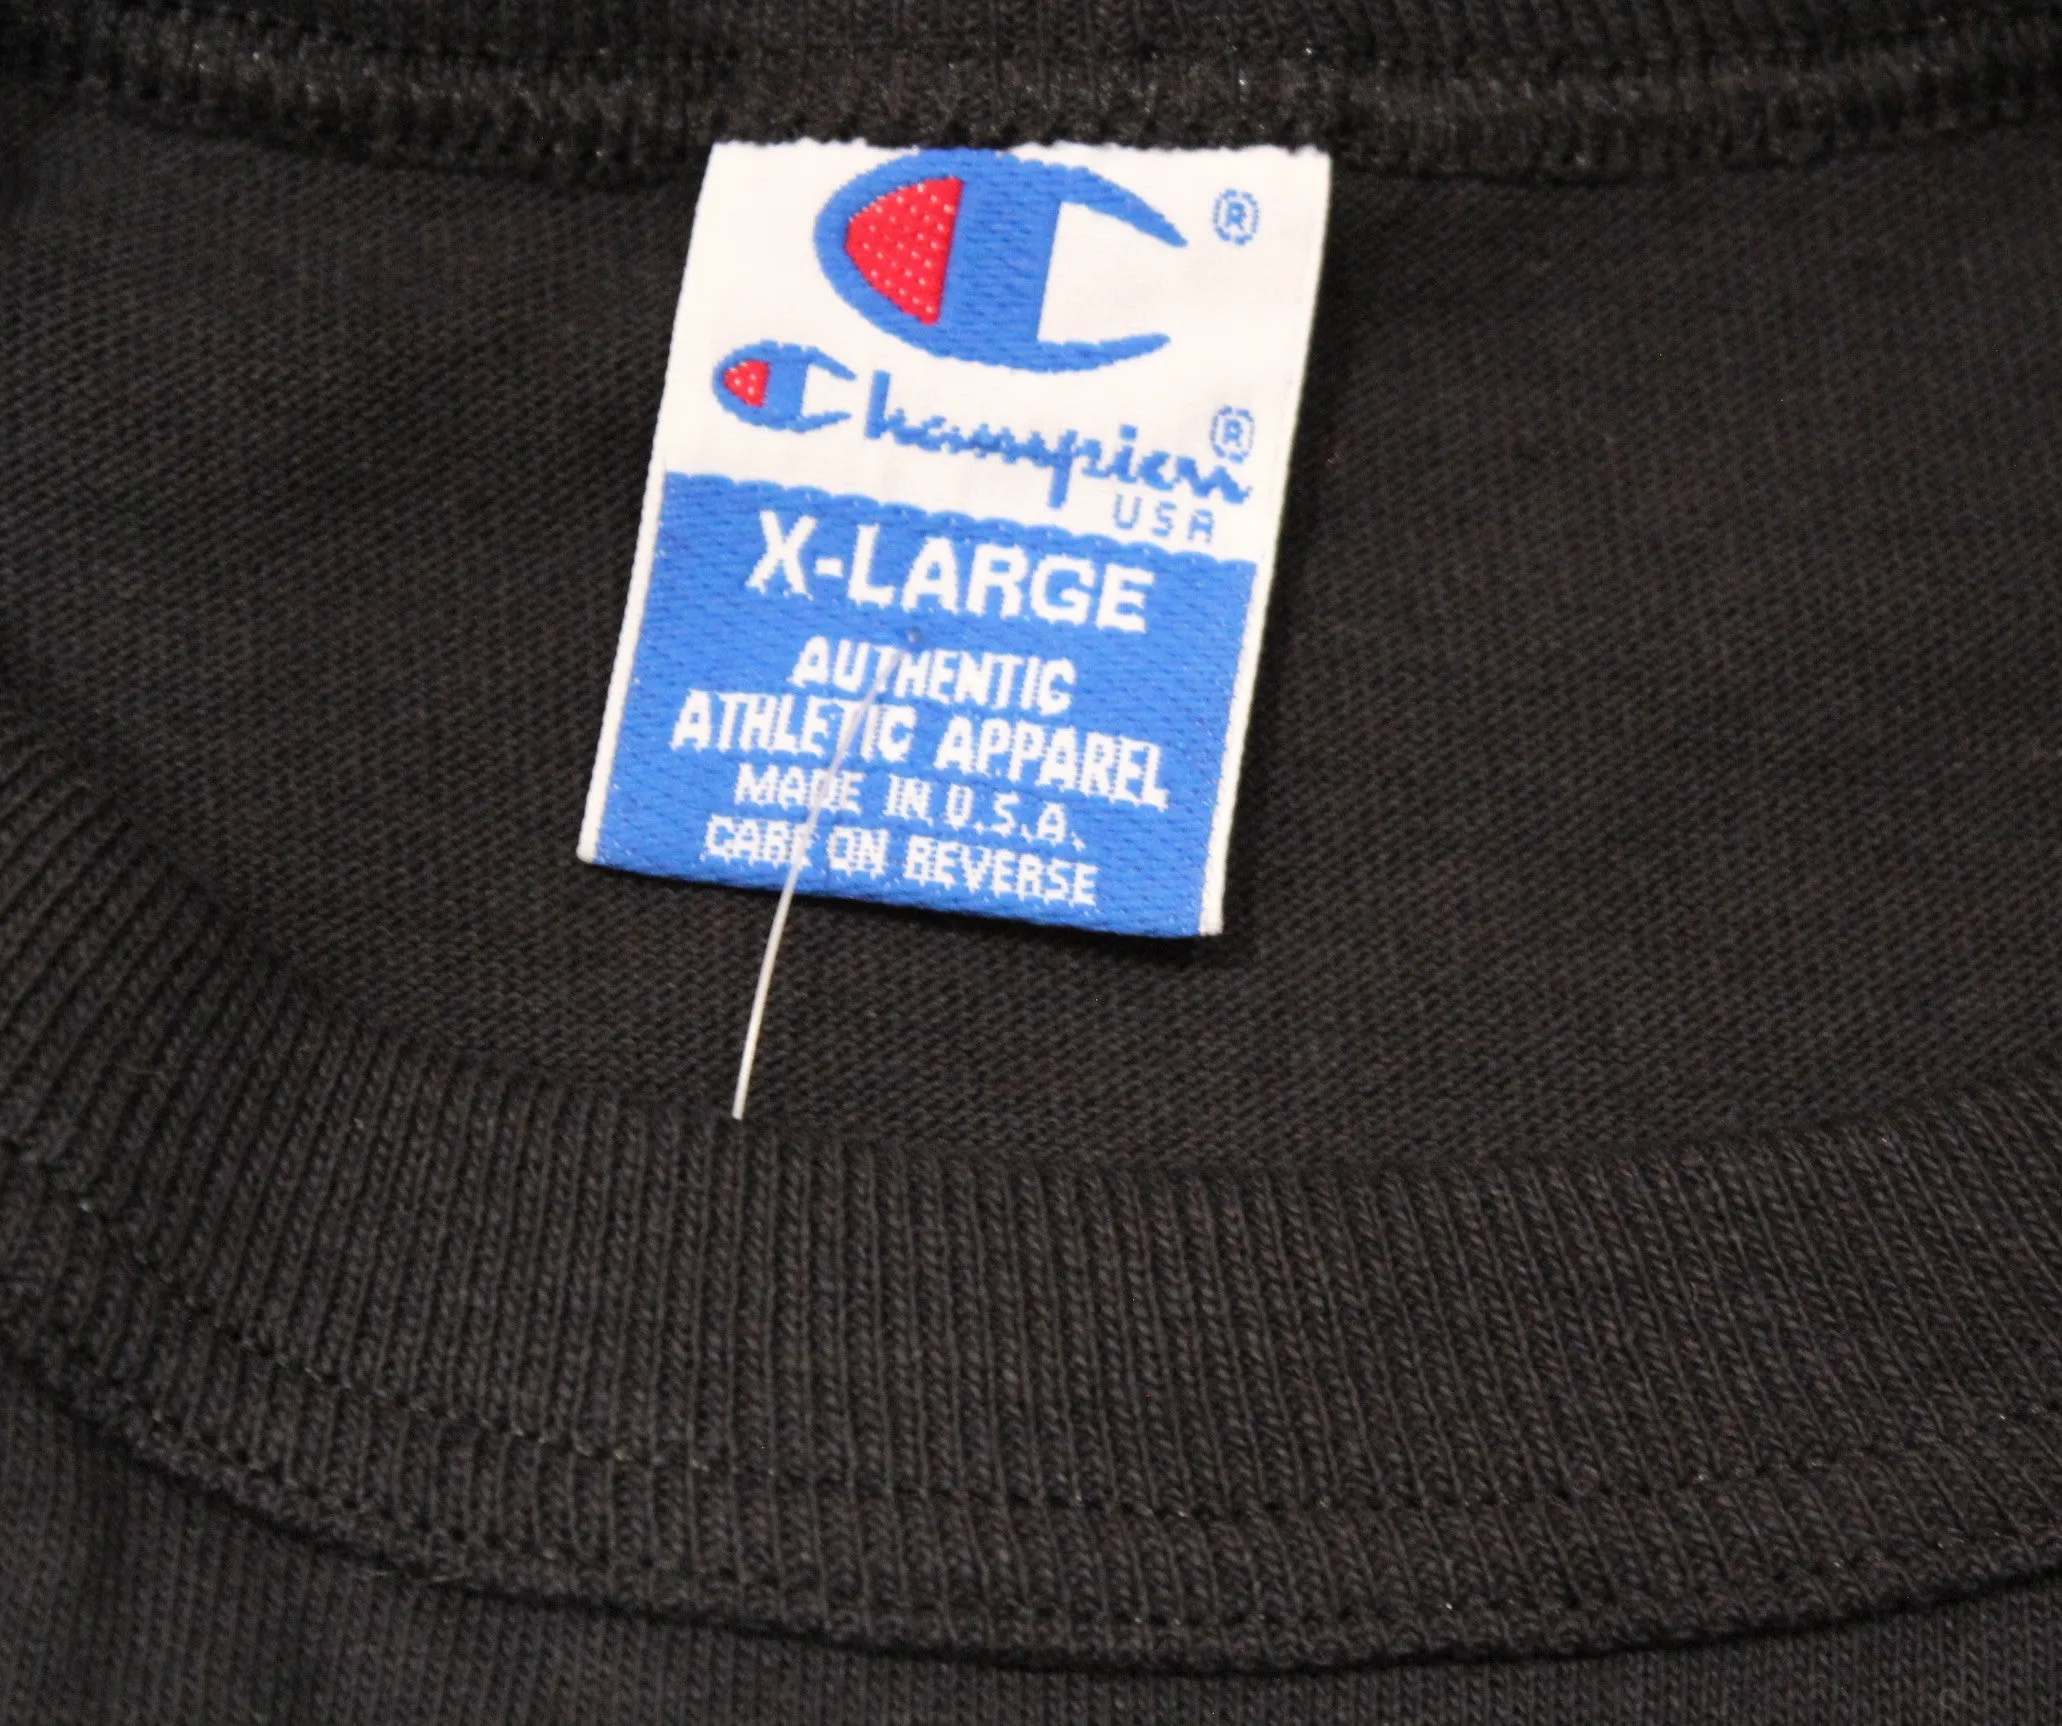 ®
Champion®
USA
X-LARGE
AUTHENTIC
ATHLETIC APPAREL
MADE IN U.S.A.
CARE ON REVERSE